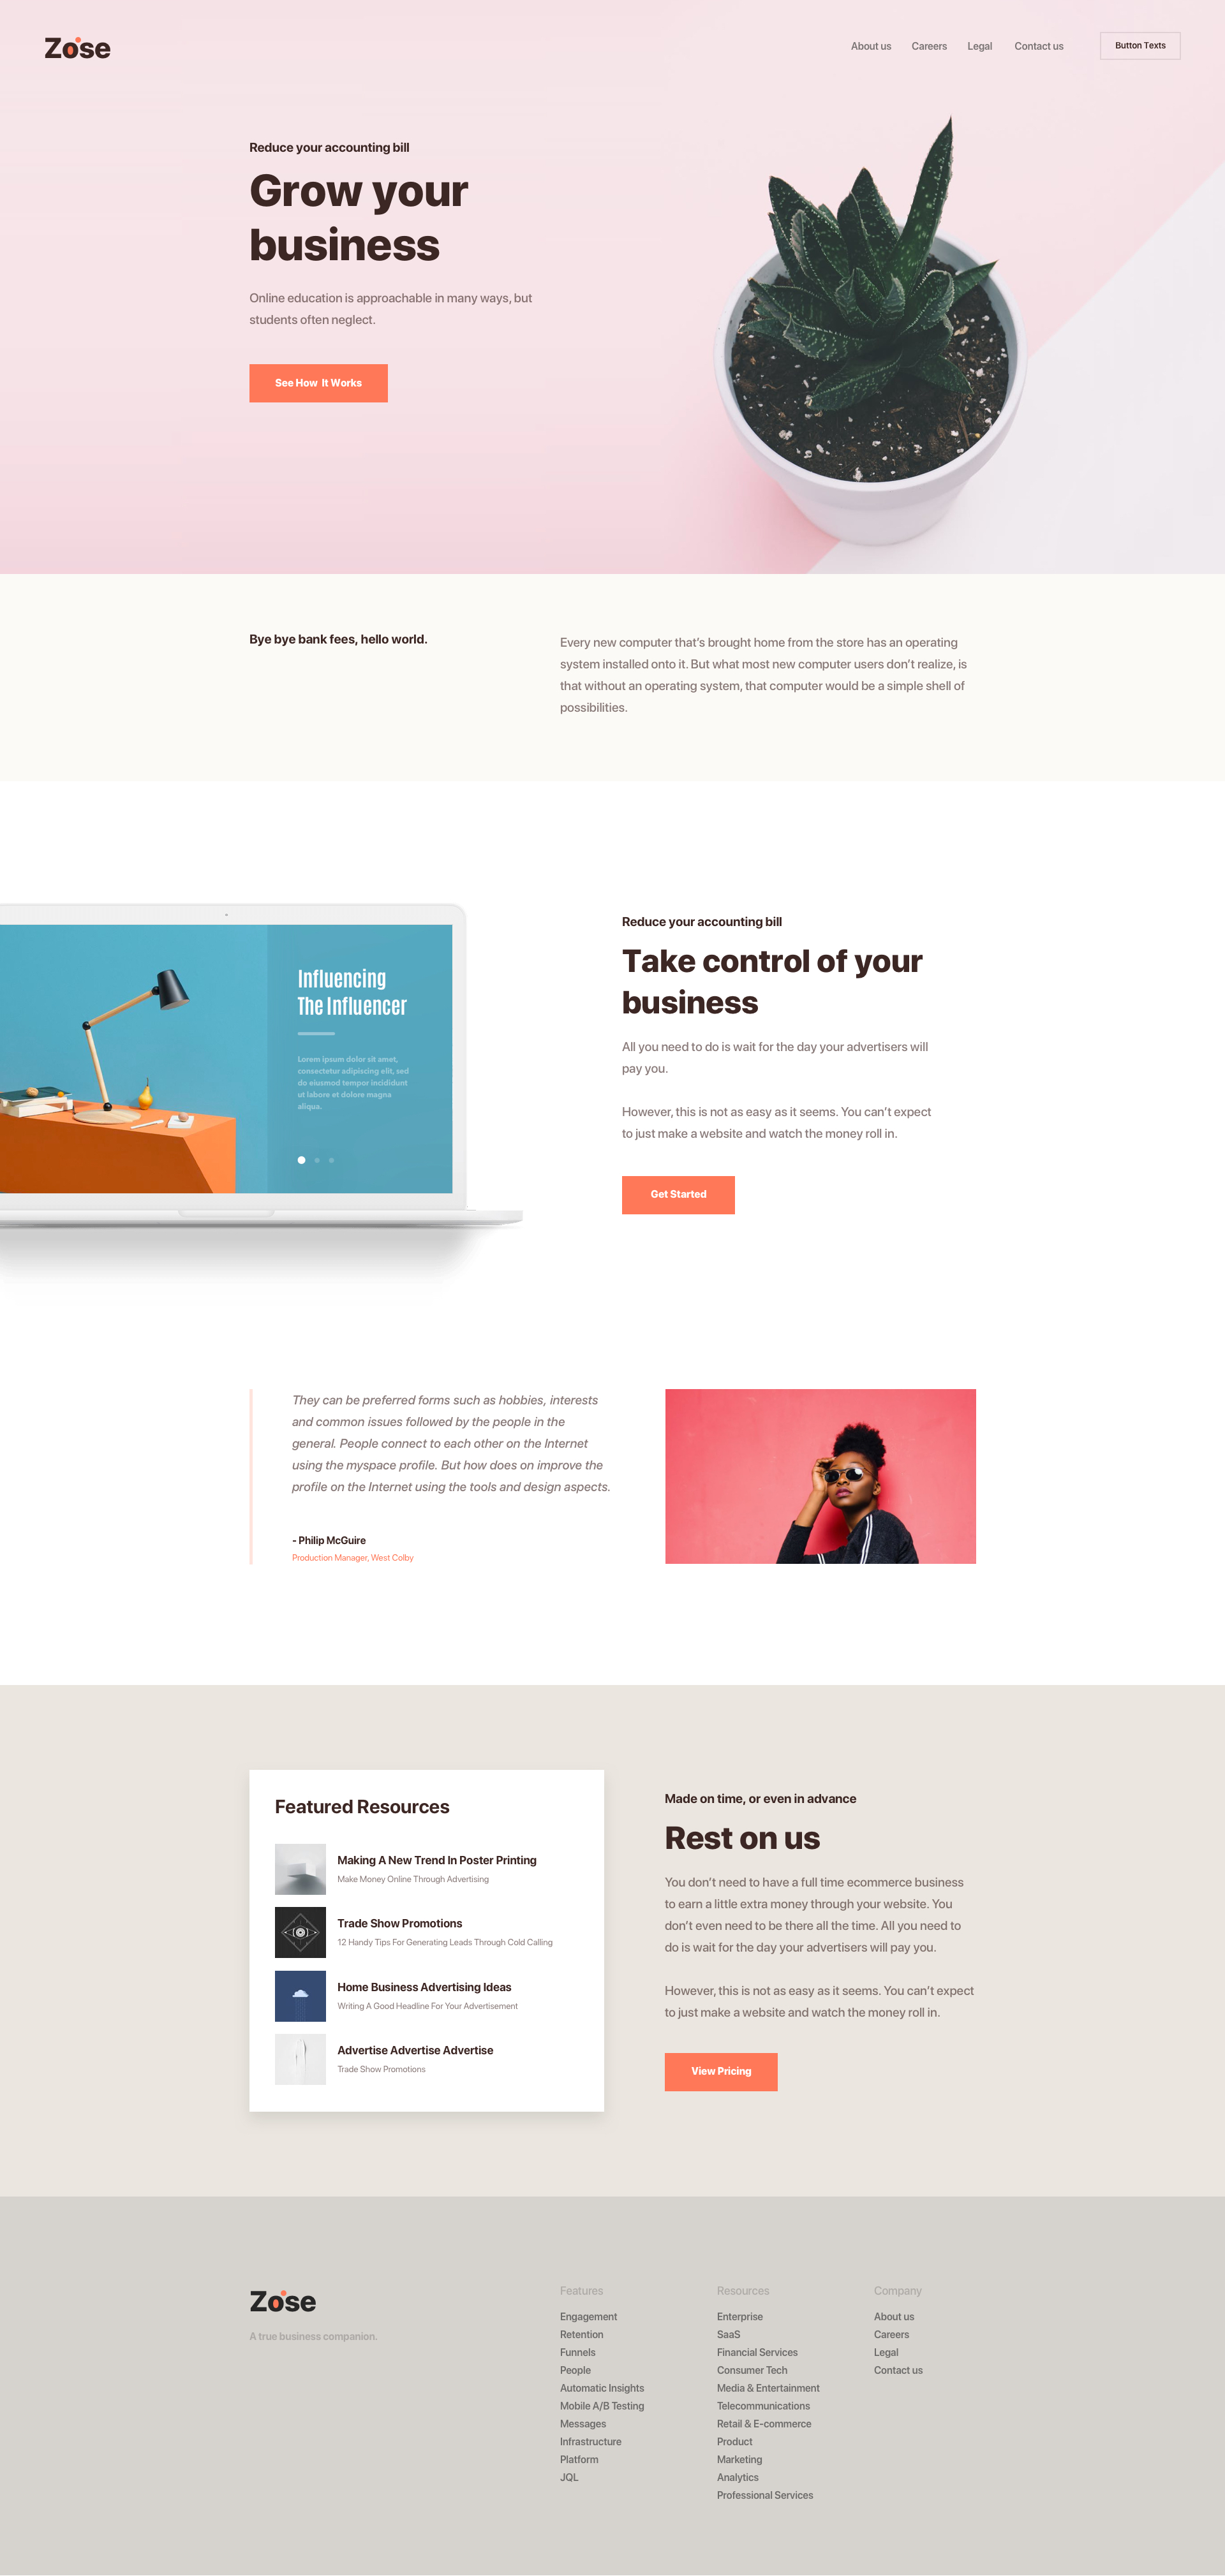 Zose
About us
Careers
Legal
Contact us
Button Texts
Reduce your accounting bill
Grow your
business
Online education is approachable in many ways, but
students often neglect.
See How It Works
Bye bye bank fees, hello world.
Every new computer that's brought home from the store has an operating
system installed onto it. But what most new computer users don't realize, is
that without an operating system, that computer would be a simple shell of
possibilities.
Influencing
The Influencer
Lorem ipsum dolor sit amet,
consectetur adipiscing elit, sed
do eiusmod tempor incididunt
ut labore et dolore magna
aliqua.
Reduce your accounting bill
Take control of your
business
All you need to do is wait for the day your advertisers will
pay you.
However, this is not as easy as it seems. You can't expect
to just make a website and watch the money roll in.
Get Started
They can be preferred forms such as hobbies, interests
and common issues followed by the people in the
general. People connect to each other on the Internet
using the myspace profile. But how does on improve the
profile on the Internet using the tools and design aspects.
- Philip McGuire
Production Manager, West Colby
Featured Resources
Making A New Trend In Poster Printing
Make Money Online Through Advertising
Trade Show Promotions
12 Handy Tips For Generating Leads Through Cold Calling
Home Business Advertising Ideas
Writing A Good Headline For Your Advertisement
Advertise Advertise Advertise
Trade Show Promotions
Made on time, or even in advance
Rest on us
You don't need to have a full time ecommerce business
to earn a little extra money through your website. You
don't even need to be there all the time. All you need to
do is wait for the day your advertisers will pay you.
However, this is not as easy as it seems. You can't expect
to just make a website and watch the money roll in.
View Pricing
Zose
A true business companion.
Features
Engagement
Retention
Funnels
People
Automatic Insights
Mobile A/B Testing
Messages
Infrastructure
Platform
JQL
Resources
Enterprise
SaaS
Financial Services
Consumer Tech
Media & Entertainment
Telecommunications
Retail & E-commerce
Product
Marketing
Analytics
Professional Services
Company
About us
Careers
Legal
Contact us